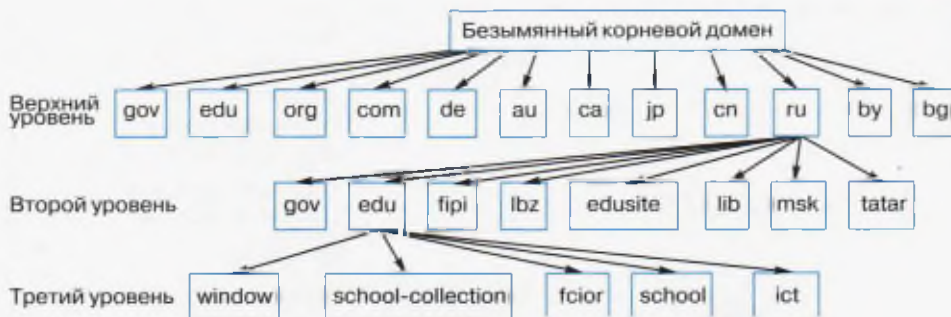 Безымянный корневой домен
Верхний
уровень
gov edu org com de au ca jp cn ru by bg
Второй уровень
gov edu fipi lbz edusite lib msk tatar
Третий уровень
window school-collection fcior school ict